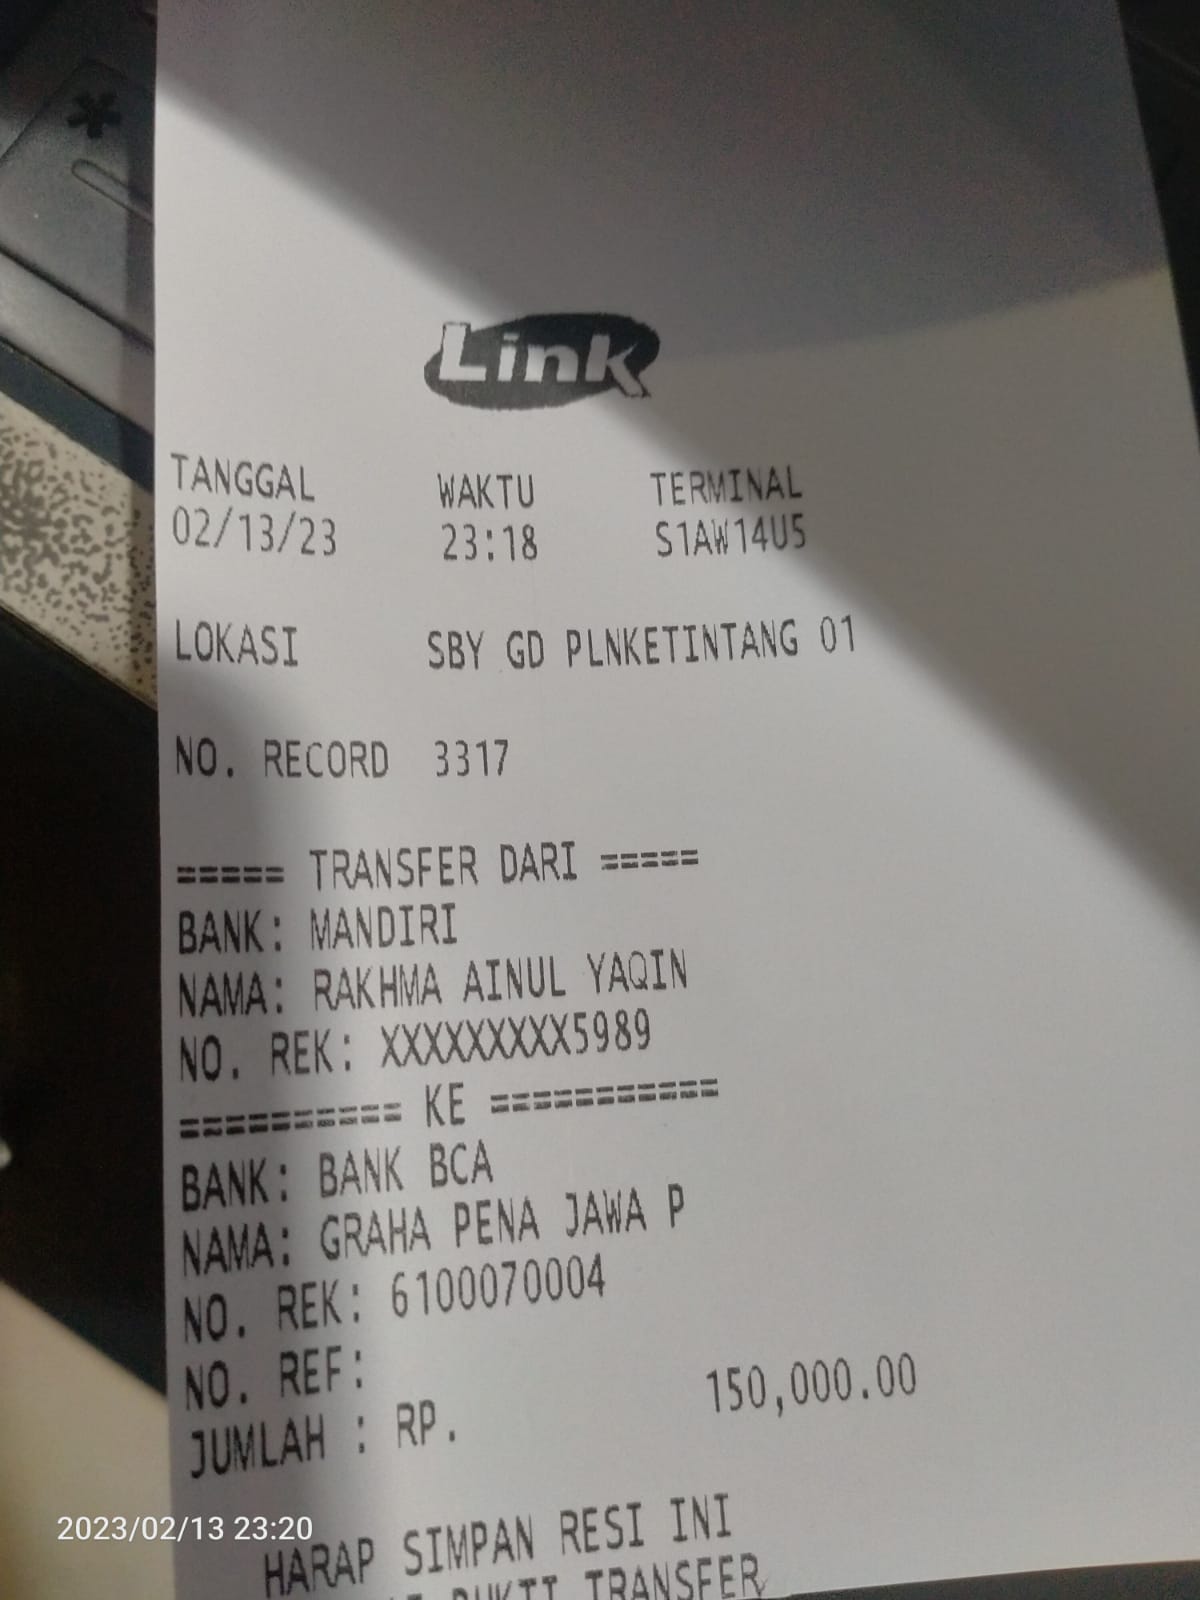 *
Link
TANGGAL WAKTU TERMINAL
02/13/23 23:18 S1AW14U5
LOKASI SBY GD PLNKETINTANG 01
NO. RECORD 3317
===== TRANSFER DARI =====
BANK: MANDIRI
NAMA: RAKHMA AINUL YAQIN
NO. REK: XXXXXXXXX5989
========== KE ===========
BANK: BANK BCA
NAMA: GRAHA PENA JAWA P
NO. REK: 6100070004
NO. REF:
JUMLAH : RP. 150,000.00
HARAP SIMPAN RESI INI
BUKTI TRANSFER
2023/02/13 23:20